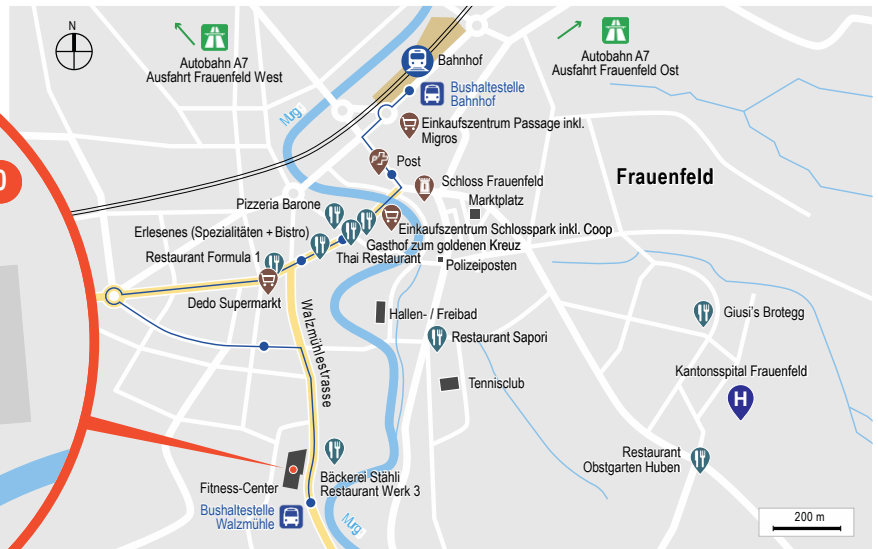 N
Autobahn A7
Ausfahrt Frauenfeld West
Autobahn A7
Ausfahrt Frauenfeld Ost
Bahnhof
Bushaltestelle
Bahnhof
Murg
Einkaufszentrum Passage inkl.
Migros
Post
P
Schloss Frauenfeld
Frauenfeld
Marktplatz
Pizzeria Barone
Einkaufszentrum Schlosspark inkl. Coop
Erlesenes (Spezialitäten + Bistro)
Gasthof zum goldenen Kreuz
Restaurant Formula 1
Thai Restaurant
Polizeiposten
Dedo Supermarkt
Walzmühlestrasse
Hallen- / Freibad
Giusi's Brotegg
Restaurant Sapori
Kantonsspital Frauenfeld
Tennisclub
H
Restaurant
Obstgarten Huben
Bäckerei Stähli
Restaurant Werk 3
Fitness-Center
Bushaltestelle
Walzmühle
Murg
200 m